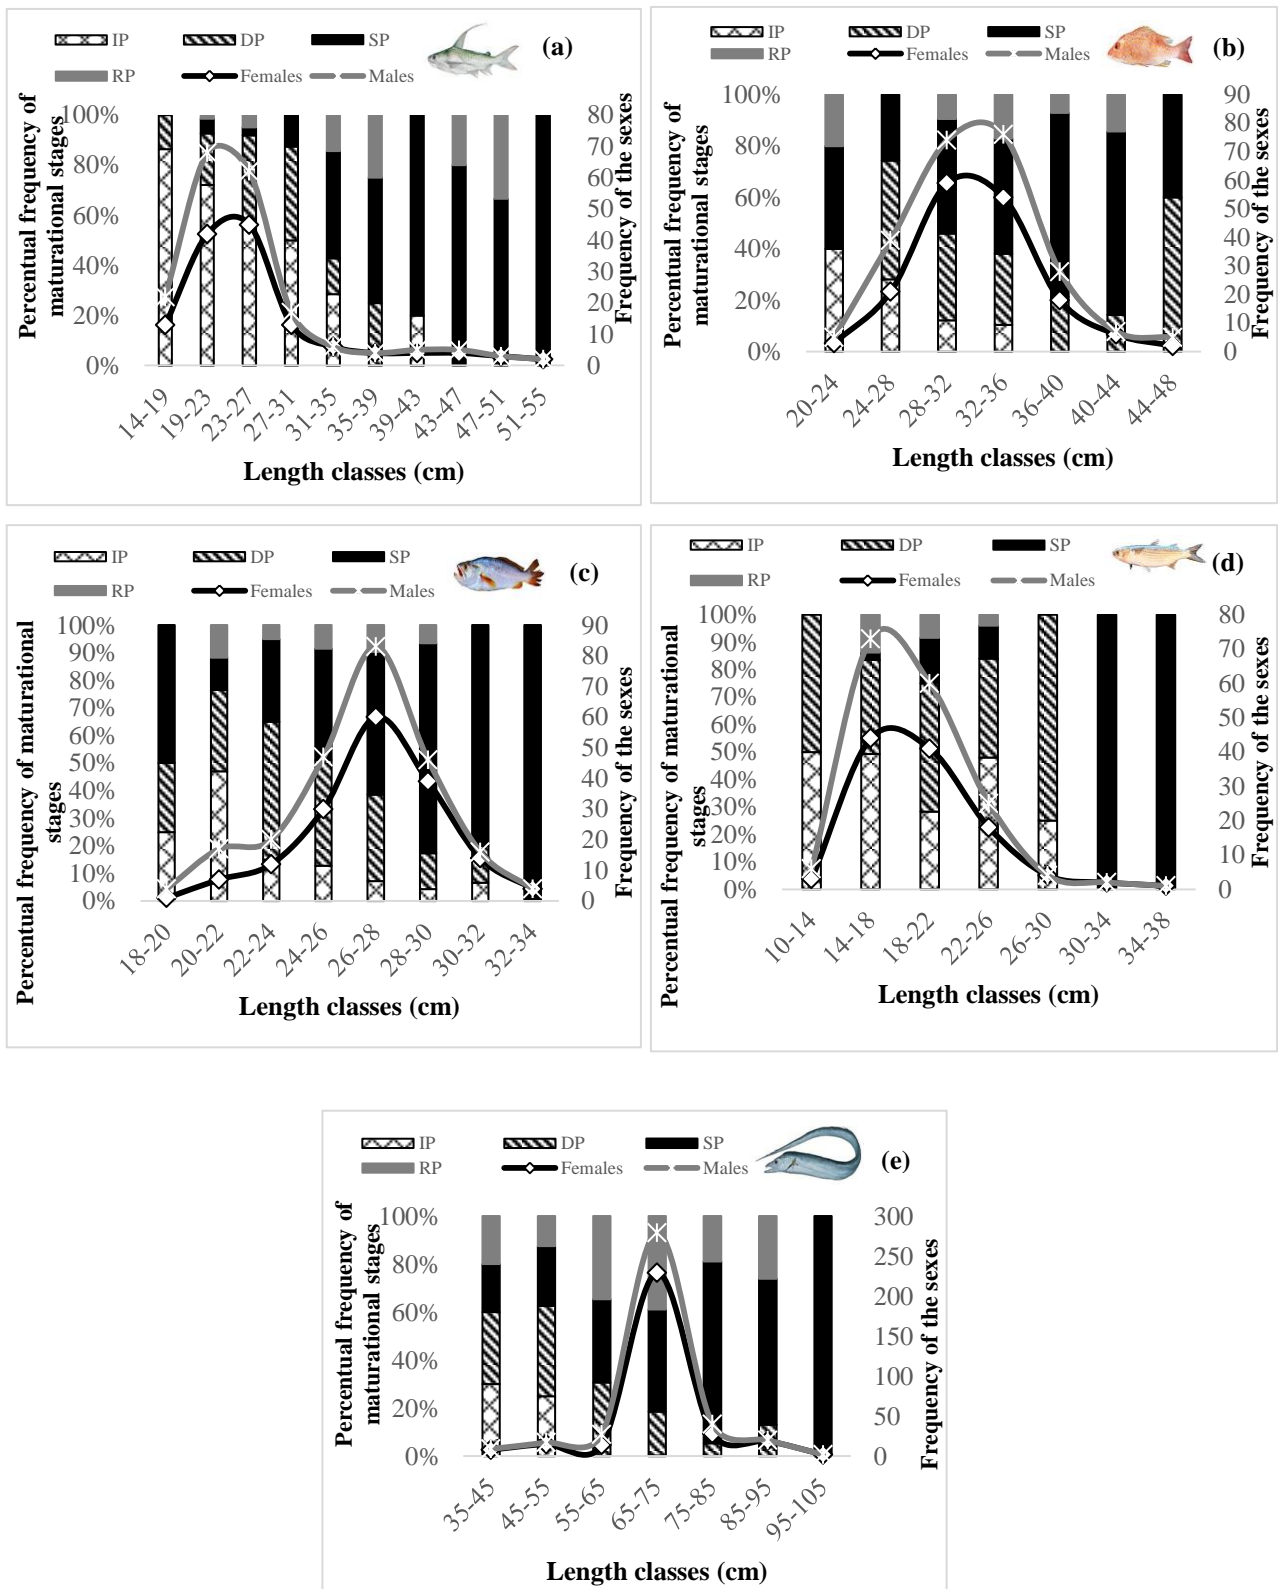 IP DP SP
RP Females Males
(a)
Percentual frequency of
maturational stages
100%
80%
60%
40%
20%
0%
80
70
60
50
40
30
20
10
0
Frequency of the sexes
14-19 19-23 23-27 27-31 31-35 35-39 39-43 43-47 47-51 51-55
Length classes (cm)
IP DP SP
RP Females Males
(b)
Percentual frequency of
maturational stages
100%
80%
60%
40%
20%
0%
90
80
70
60
50
40
30
20
10
0
Frequency of the sexes
20-24 24-28 28-32 32-36 36-40 40-44 44-48
Length classes (cm)
IP DP SP
RP Females Males
(c)
Percentual frequency of maturational
stages
100%
90%
80%
70%
60%
50%
40%
30%
20%
10%
0%
90
80
70
60
50
40
30
20
10
0
Frequency of the sexes
18-20 20-22 22-24 24-26 26-28 28-30 30-32 32-34
Length classes (cm)
IP DP SP
RP Females Males
(d)
Percentual frequency of maturational
stages
100%
90%
80%
70%
60%
50%
40%
30%
20%
10%
0%
80
70
60
50
40
30
20
10
0
Frequency of the sexes
10-14 14-18 18-22 22-26 26-30 30-34 34-38
Length classes (cm)
IP DP SP
RP Females Males
(e)
Percentual frequency of
maturational stages
100%
80%
60%
40%
20%
0%
300
250
200
150
100
50
0
Frequency of the sexes
35-45 45-55 55-65 65-75 75-85 85-95 95-105
Length classes (cm)